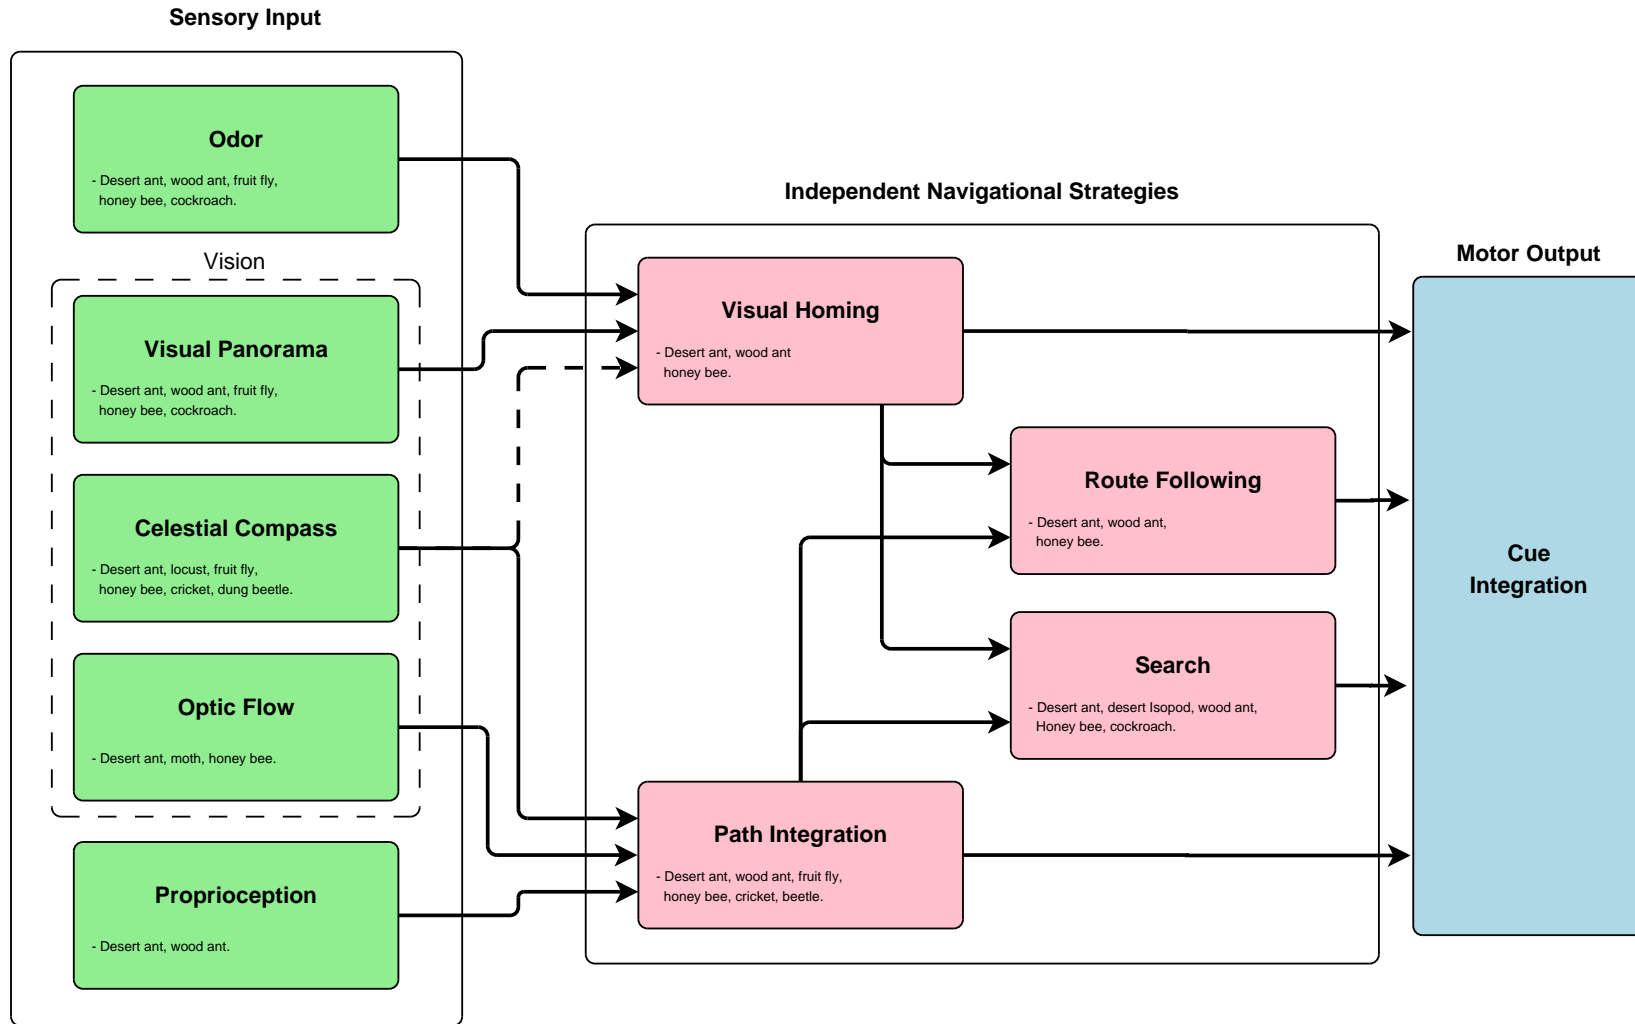 Sensory Input
Odor
- Desert ant, wood ant, fruit fly,
honey bee, cockroach.
Vision
Visual Panorama
- Desert ant, wood ant, fruit fly,
honey bee, cockroach.
Celestial Compass
- Desert ant, locust, fruit fly,
honey bee, cricket, dung beetle.
Optic Flow
- Desert ant, moth, honey bee.
Proprioception
- Desert ant, wood ant.
Independent Navigational Strategies
Visual Homing
- Desert ant, wood ant
honey bee.
Route Following
- Desert ant, wood ant,
honey bee.
Search
- Desert ant, desert Isopod, wood ant,
Honey bee, cockroach.
Path Integration
- Desert ant, wood ant, fruit fly,
honey bee, cricket, beetle.
Motor Output
Cue
Integration